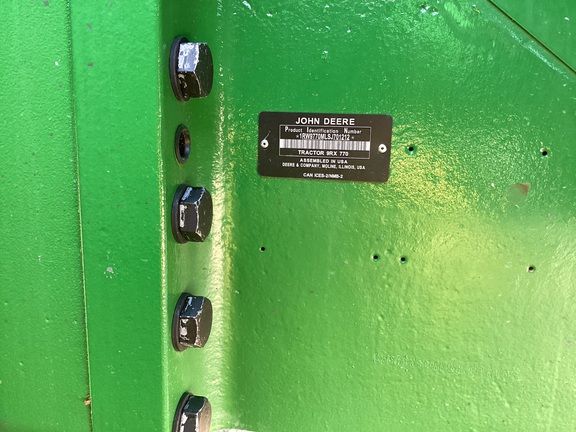 JOHN DEERE
Product Identification Number
*1RW9770MLSJ701212*
TRACTOR 9RX 770
ASSEMBLED IN USA
DEERE & COMPANY, MOLINE, ILLINOIS, USA
CAN ICES-2/NMB-2